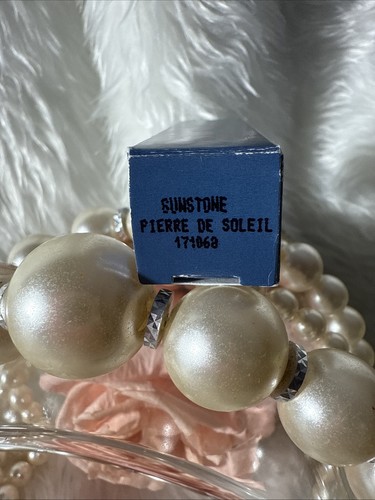 SUNSTONE
PIERRE DE SOLEIL
171068